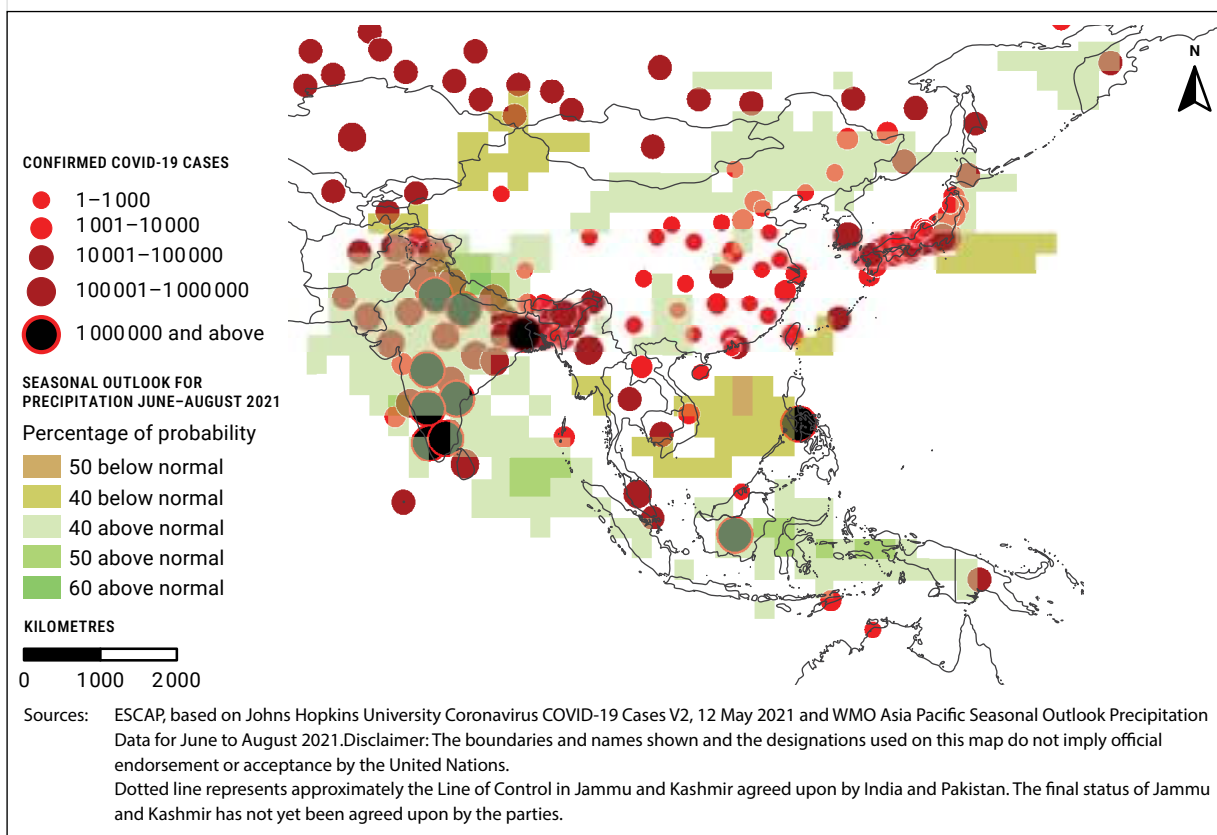 N
CONFIRMED COVID-19 CASES
1–1 000
1 001–10 000
10 001–100 000
100 001–1 000 000
1 000 000 and above
SEASONAL OUTLOOK FOR
PRECIPITATION JUNE–AUGUST 2021
Percentage of probability
50 below normal
40 below normal
40 above normal
50 above normal
60 above normal
KILOMETRES
0 1 000 2 000
Sources: ESCAP, based on Johns Hopkins University Coronavirus COVID-19 Cases V2, 12 May 2021 and WMO Asia Pacific Seasonal Outlook Precipitation
Data for June to August 2021.Disclaimer: The boundaries and names shown and the designations used on this map do not imply official
endorsement or acceptance by the United Nations.
Dotted line represents approximately the Line of Control in Jammu and Kashmir agreed upon by India and Pakistan. The final status of Jammu
and Kashmir has not yet been agreed upon by the parties.